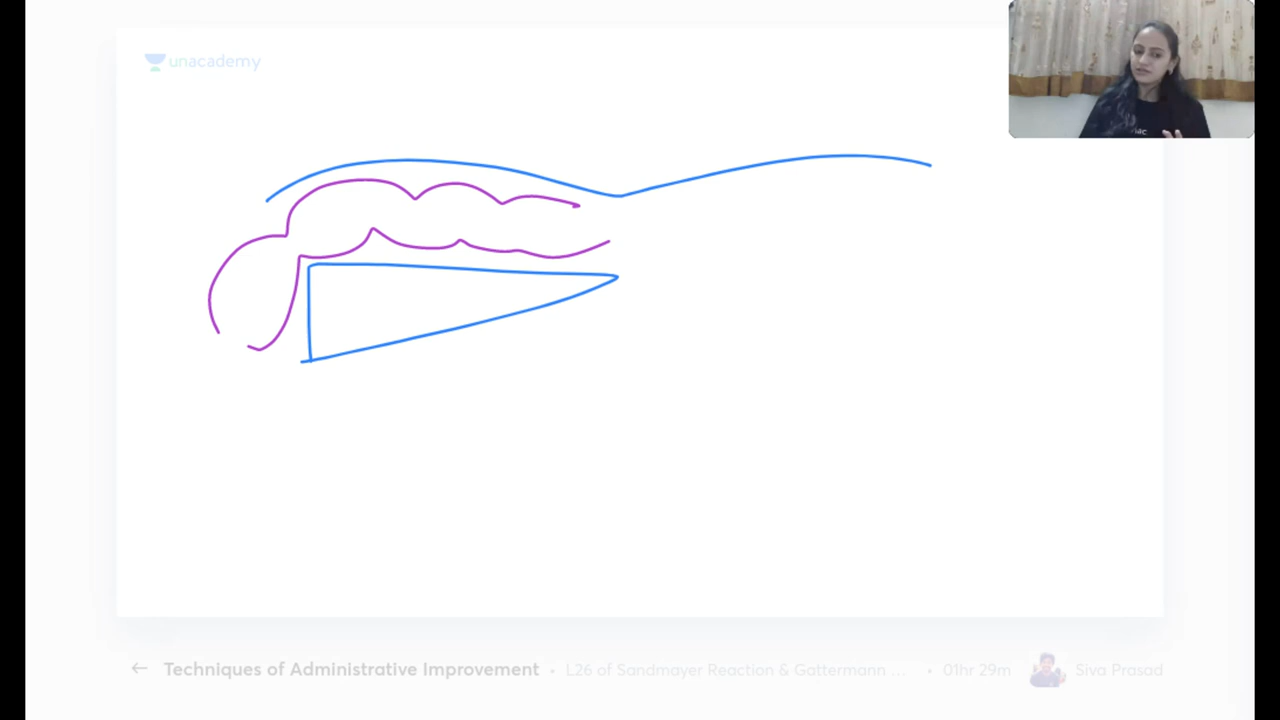 unacademy
← Techniques of Administrative Improvement • L26 of Sandmayer Reaction & Gattermann ... • 01hr 29m Siva Prasad